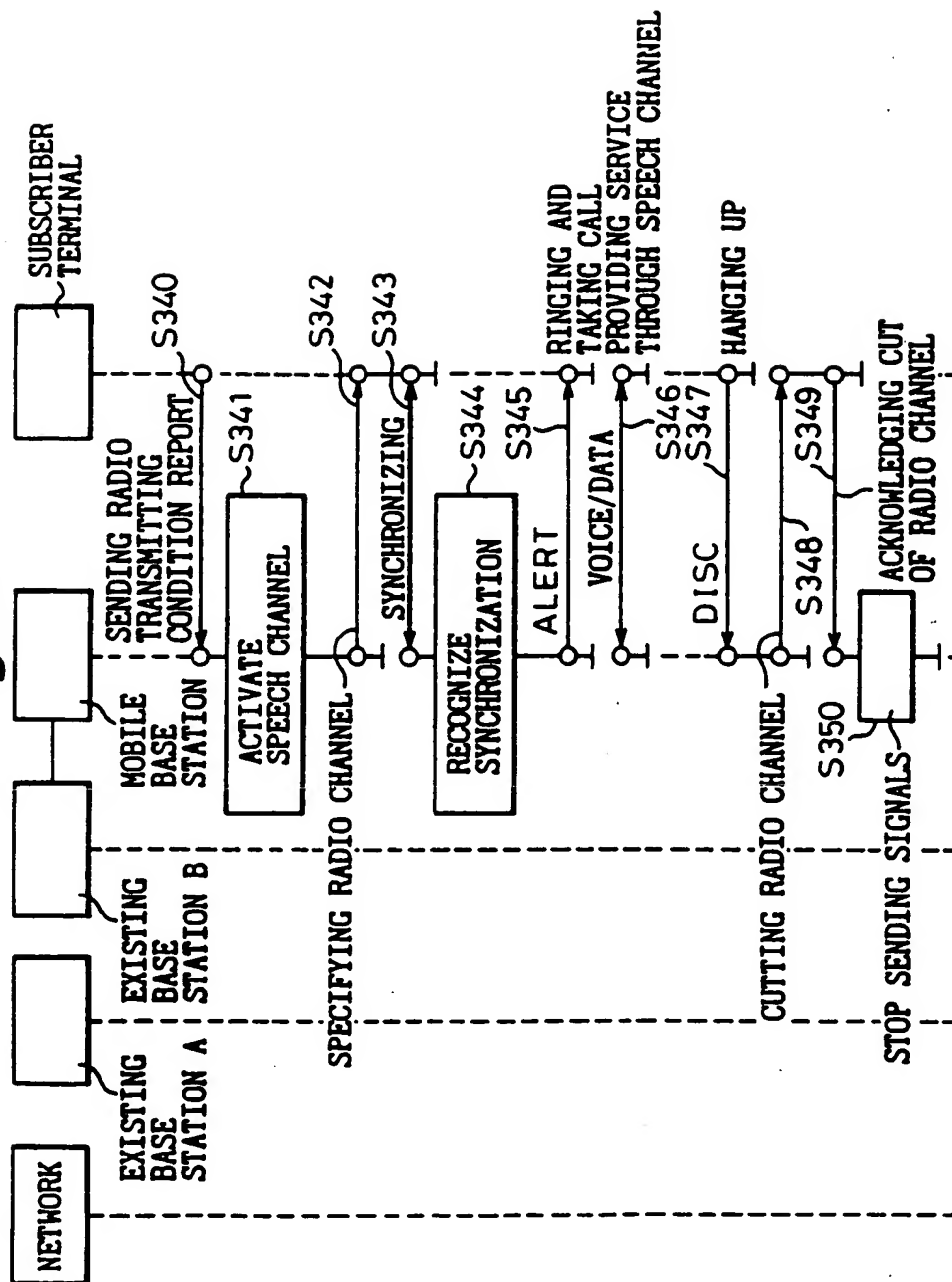 NETWORK
EXISTING
BASE
STATION A
EXISTING
BASE
STATION B
MOBILE
BASE
STATION
SUBSCRIBER
TERMINAL
SENDING RADIO
TRANSMITTING
CONDITION REPORT
S340
ACTIVATE
SPEECH CHANNEL
S341
SPECIFYING RADIO CHANNEL
S342
SYNCHRONIZING
S343
RECOGNIZE
SYNCHRONIZATION
S344
ALERT
S345
RINGING AND
TAKING CALL
VOICE/DATA
PROVIDING SERVICE
THROUGH SPEECH CHANNEL
S346
S347
DISC
HANGING UP
CUTTING RADIO CHANNEL
S348
S349
ACKNOWLEDGING CUT
OF RADIO CHANNEL
S350
STOP SENDING SIGNALS